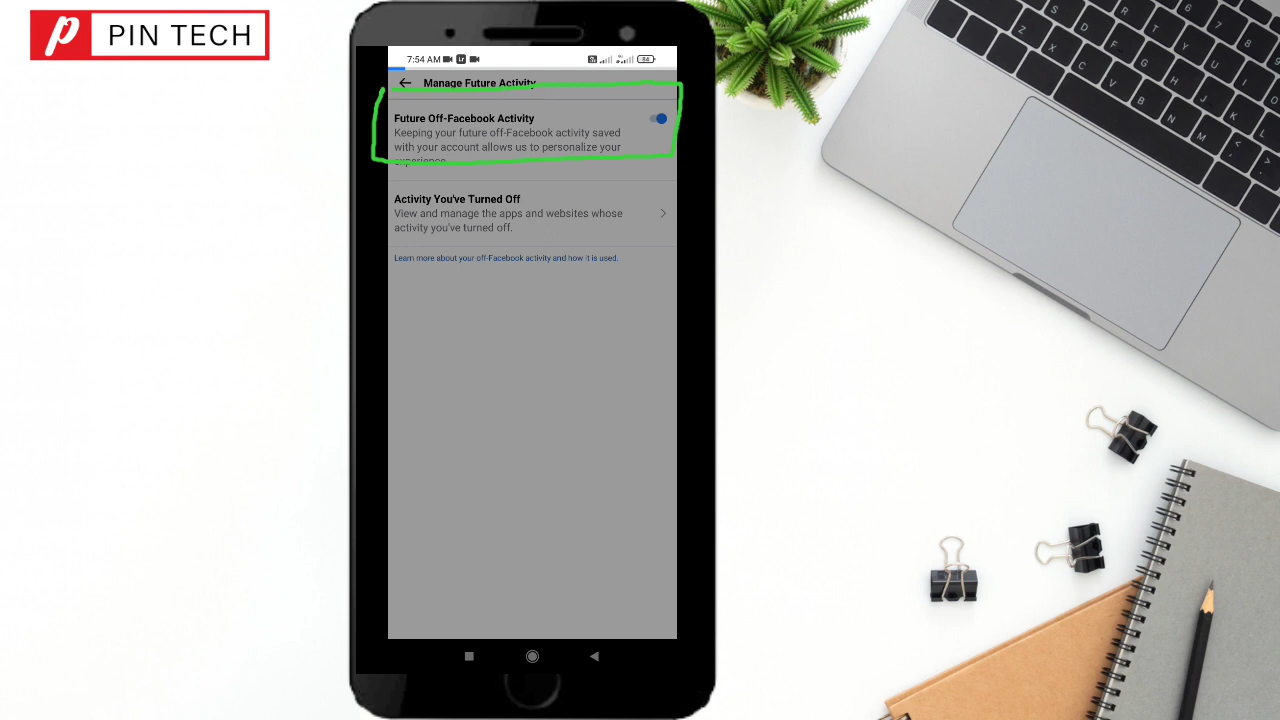 PIN TECH
7:54 AM
34
Manage Future Activity
Future Off-Facebook Activity
Keeping your future off-Facebook activity saved
with your account allows us to personalize your
experience.
Activity You've Turned Off
View and manage the apps and websites whose
activity you've turned off.
Learn more about your off-Facebook activity and how it is used.